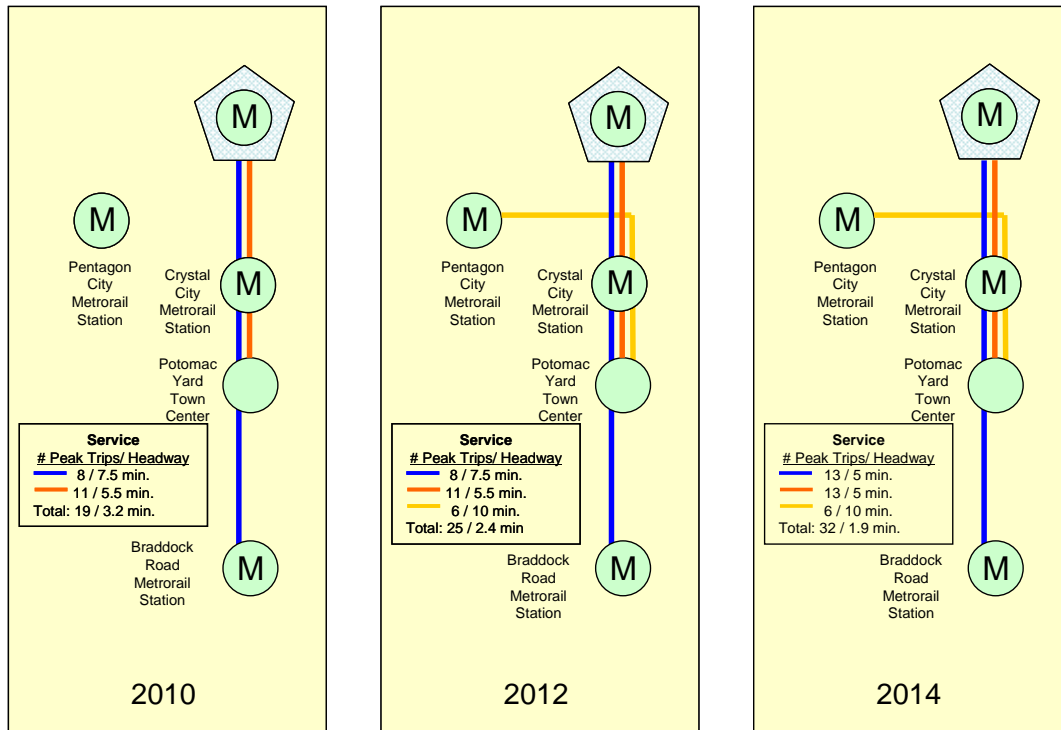 M
M
Pentagon
City
Metrorail
Station
Crystal
City
Metrorail
Station
M
Potomac
Yard
Town
Center
Service
# Peak Trips/ Headway
8 / 7.5 min.
11 / 5.5 min.
Total: 19 / 3.2 min.
Braddock
Road
Metrorail
Station
M
2010
M
M
Pentagon
City
Metrorail
Station
Crystal
City
Metrorail
Station
M
Potomac
Yard
Town
Center
Service
# Peak Trips/ Headway
8 / 7.5 min.
11 / 5.5 min.
6 / 10 min.
Total: 25 / 2.4 min
Braddock
Road
Metrorail
Station
M
2012
M
M
Pentagon
City
Metrorail
Station
Crystal
City
Metrorail
Station
M
Potomac
Yard
Town
Center
Service
# Peak Trips/ Headway
13 / 5 min.
13 / 5 min.
6 / 10 min.
Total: 32 / 1.9 min.
Braddock
Road
Metrorail
Station
M
2014